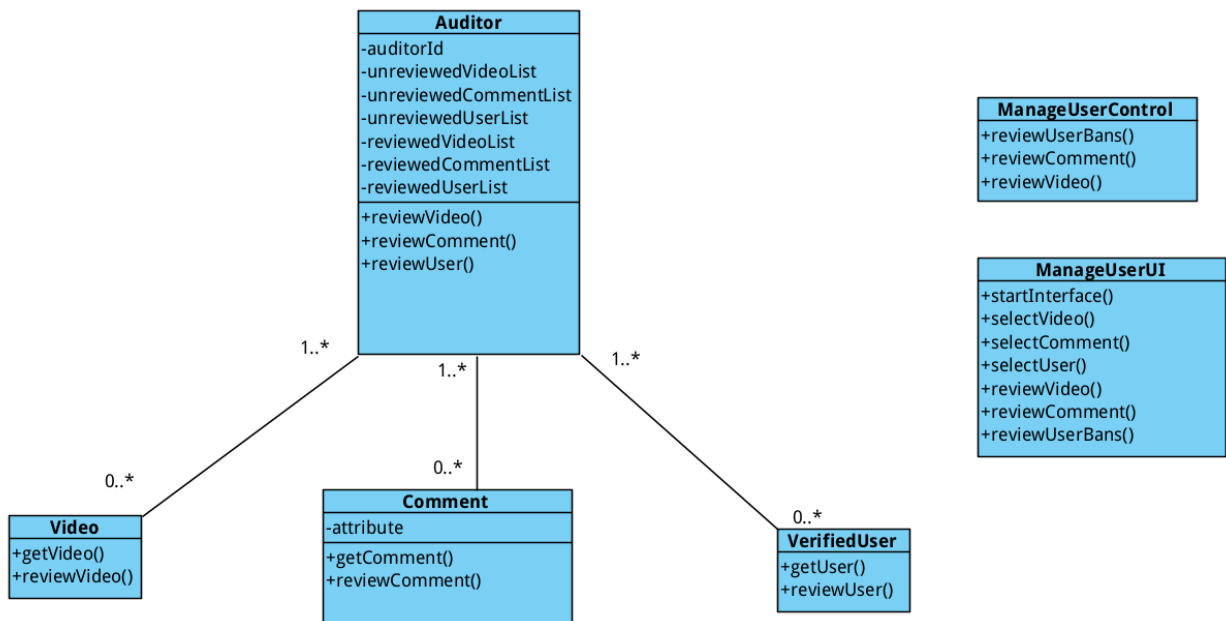 Auditor
-auditorId
-unreviewedVideoList
-unreviewedCommentList
-unreviewedUserList
-reviewedVideoList
-reviewedCommentList
-reviewedUserList
+reviewVideo()
+reviewComment()
+reviewUser()
ManageUserControl
+reviewUserBans()
+reviewComment()
+reviewVideo()
ManageUserUI
+startInterface()
+selectVideo()
+selectComment()
+selectUser()
+reviewVideo()
+reviewComment()
+reviewUserBans()
1..*
1..*
1..*
0..*
0..*
0..*
Video
+getVideo()
+reviewVideo()
Comment
-attribute
+getComment()
+reviewComment()
VerifiedUser
+getUser()
+reviewUser()